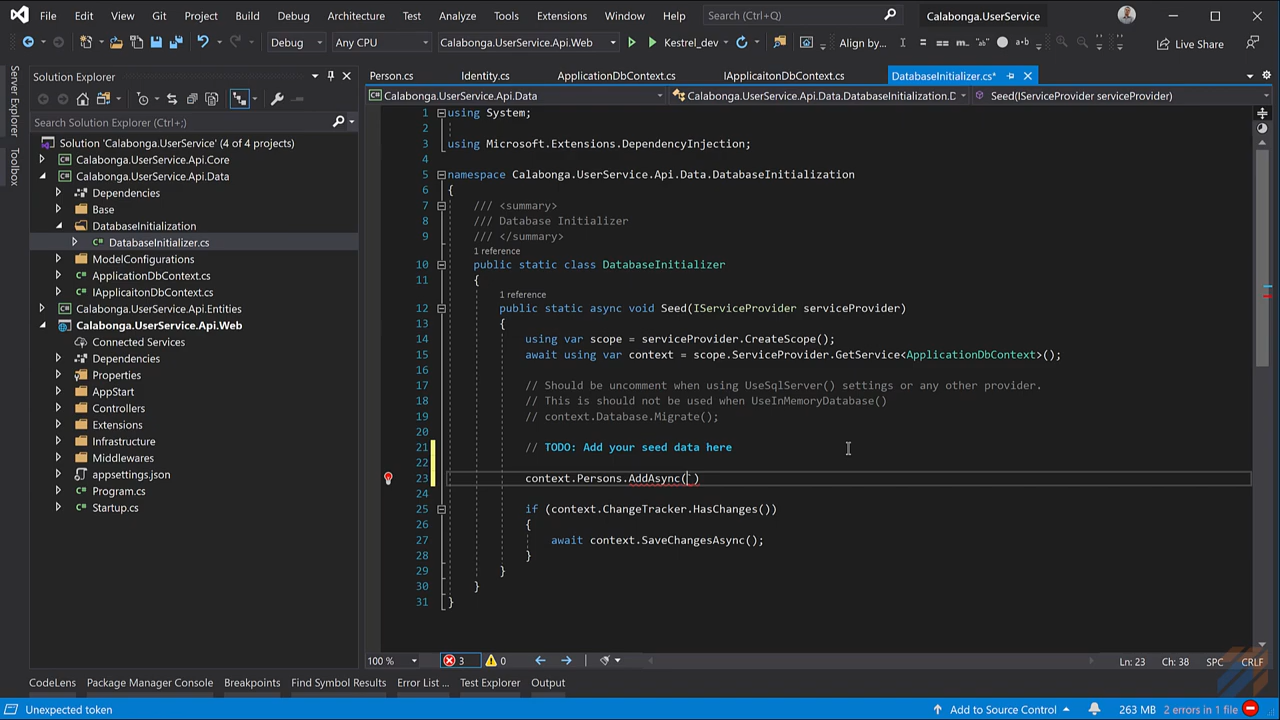 File Edit View Git Project Build Debug Architecture Test Analyze Tools Extensions Window Help Search (Ctrl+Q) Calabonga.UserService
Debug Any CPU Calabonga.UserService.Api.Web Kestrel_dev Align by... Live Share
Server Explorer
Toolbox
Solution Explorer
Search Solution Explorer (Ctrl+;)
Solution 'Calabonga.UserService' (4 of 4 projects)
Calabonga.UserService.Api.Core
Calabonga.UserService.Api.Data
Dependencies
Base
DatabaseInitialization
DatabaseInitializer.cs
ModelConfigurations
ApplicationDbContext.cs
IApplicaitonDbContext.cs
Calabonga.UserService.Api.Entities
Calabonga.UserService.Api.Web
Connected Services
Dependencies
Properties
AppStart
Controllers
Extensions
Infrastructure
Middlewares
appsettings.json
Program.cs
Startup.cs
Person.cs Identity.cs ApplicationDbContext.cs IApplicaitonDbContext.cs DatabaseInitializer.cs*
Calabonga.UserService.Api.Data Calabonga.UserService.Api.Data.DatabaseInitialization.D Seed(IServiceProvider serviceProvider)
1 using System;
2
3 using Microsoft.Extensions.DependencyInjection;
4
5 namespace Calabonga.UserService.Api.Data.DatabaseInitialization
6 {
7 /// <summary>
8 /// Database Initializer
9 /// </summary>
1 reference
10 public static class DatabaseInitializer
11 {
1 reference
12 public static async void Seed(IServiceProvider serviceProvider)
13 {
14 using var scope = serviceProvider.CreateScope();
15 await using var context = scope.ServiceProvider.GetService<ApplicationDbContext>();
16
17 // Should be uncomment when using UseSqlServer() settings or any other provider.
18 // This is should not be used when UseInMemoryDatabase()
19 // context.Database.Migrate();
20
21 // TODO: Add your seed data here
22
23 context.Persons.AddAsync( )
24
25 if (context.ChangeTracker.HasChanges())
26 {
27 await context.SaveChangesAsync();
28 }
29 }
30 }
31 }
100 % 3 0 Ln: 23 Ch: 38 SPC CRLF
CodeLens Package Manager Console Breakpoints Find Symbol Results Error List ... Test Explorer Output
Unexpected token Add to Source Control 263 MB 2 errors in 1 file